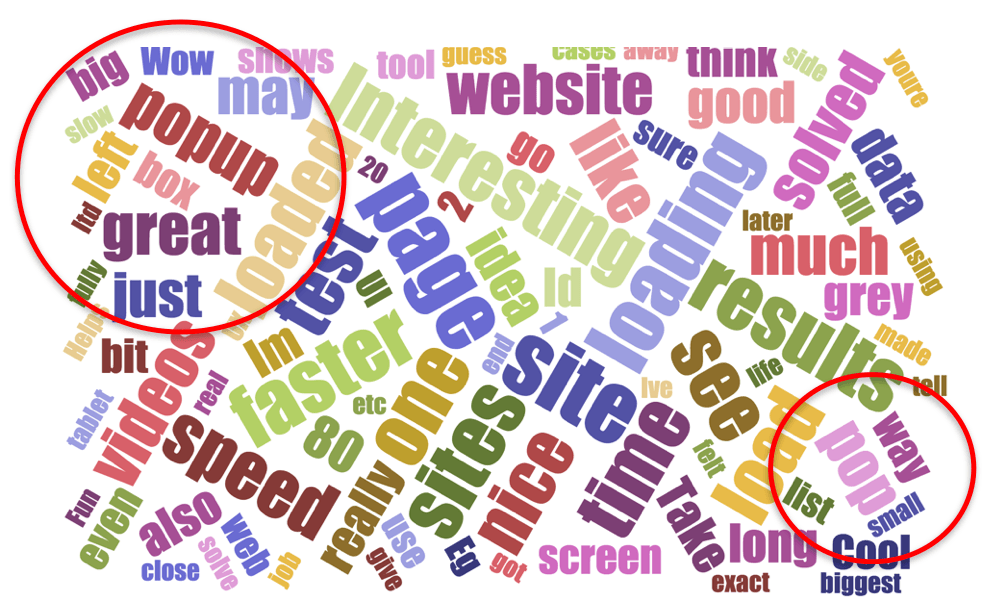 big
Wow
shows
may
tool
guess
cases
away
website
think
side
good
solved
youre
slow
popup
left
box
ltd
great
loaded
Interesting
20
go
2
like
sure
loading
data
full
later
much
using
grey
fully
just
test
UI
page
idea
Id
1
results
made
tell
bit
videos
Im
faster
end
site
Ive
see
life
tablet
real
etc
80
one
sites
nice
time
felt
load
pop
way
list
small
speed
Fun
even
also
solve
web
close
job
really
use
give
Eg
got
screen
Take
long
exact
Cool
biggest